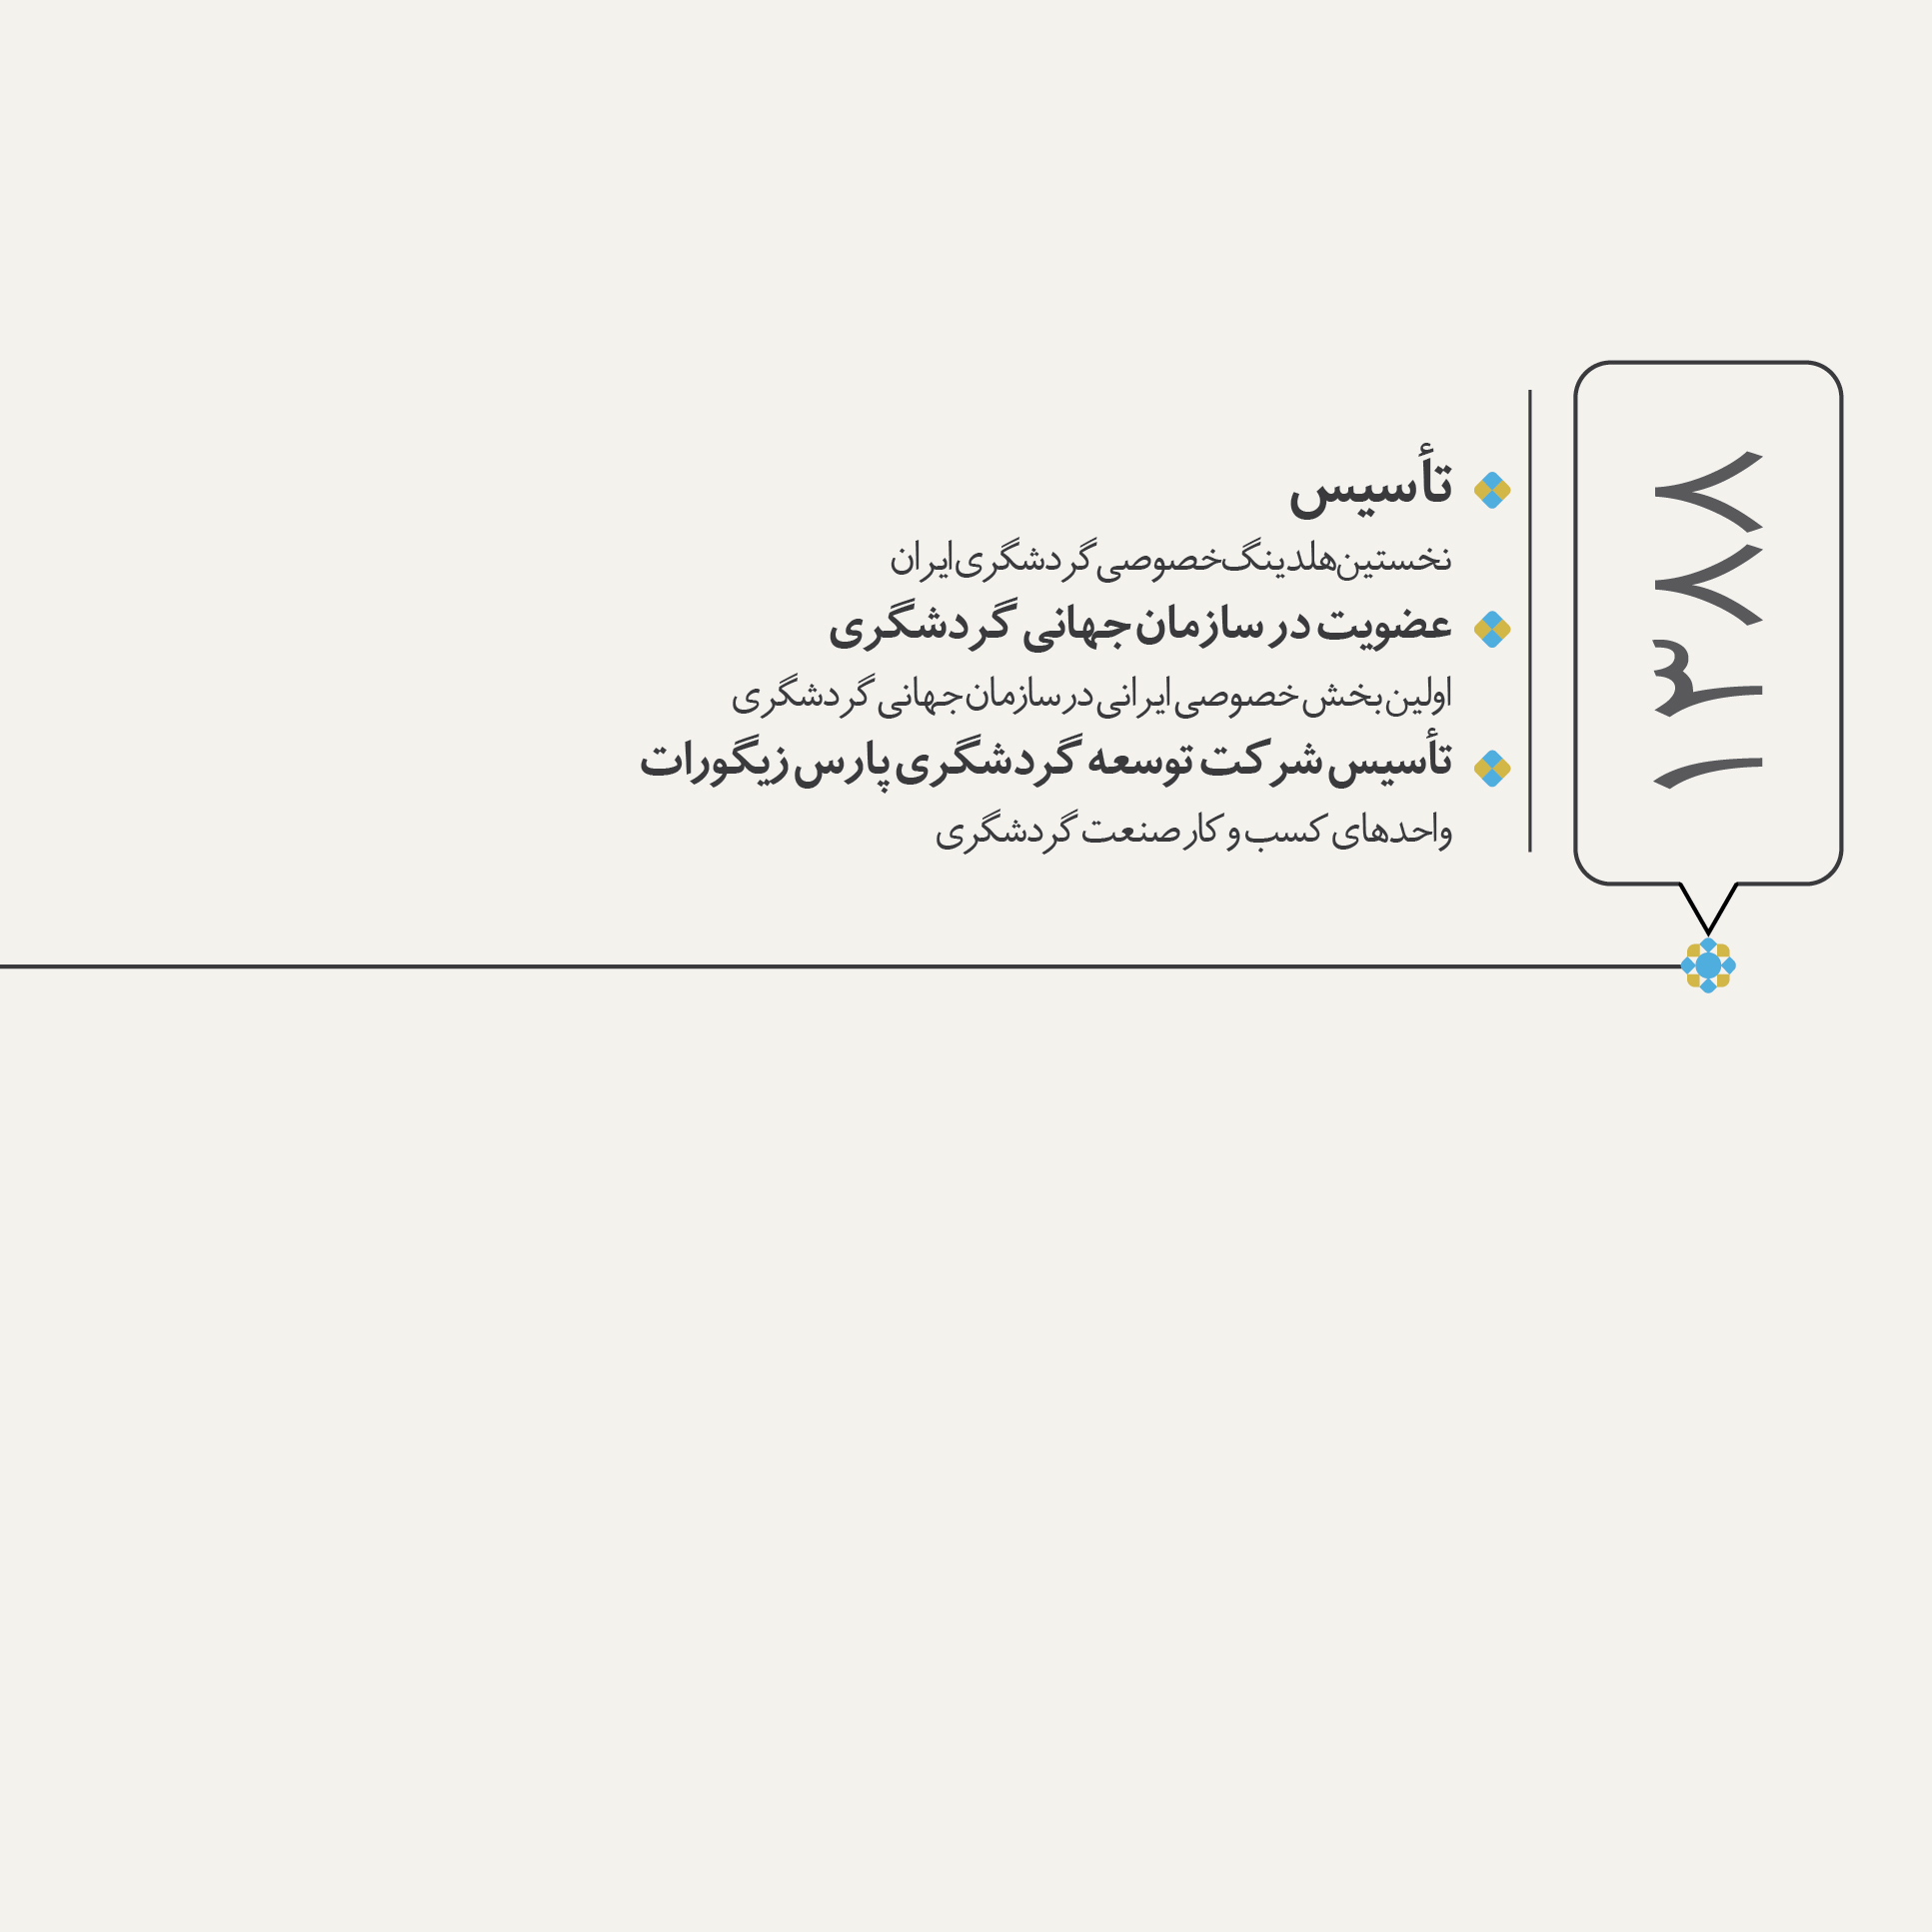 ۱۳۸۸
تأسیس
نخستین هلدینگ خصوصی گردشگری ایران
عضویت در سازمان جهانی گردشگری
اولین بخش خصوصی ایرانی در سازمان جهانی گردشگری
تأسیس شرکت توسعه گردشگری پارس زیگورات
واحدهای کسب و کار صنعت گردشگری